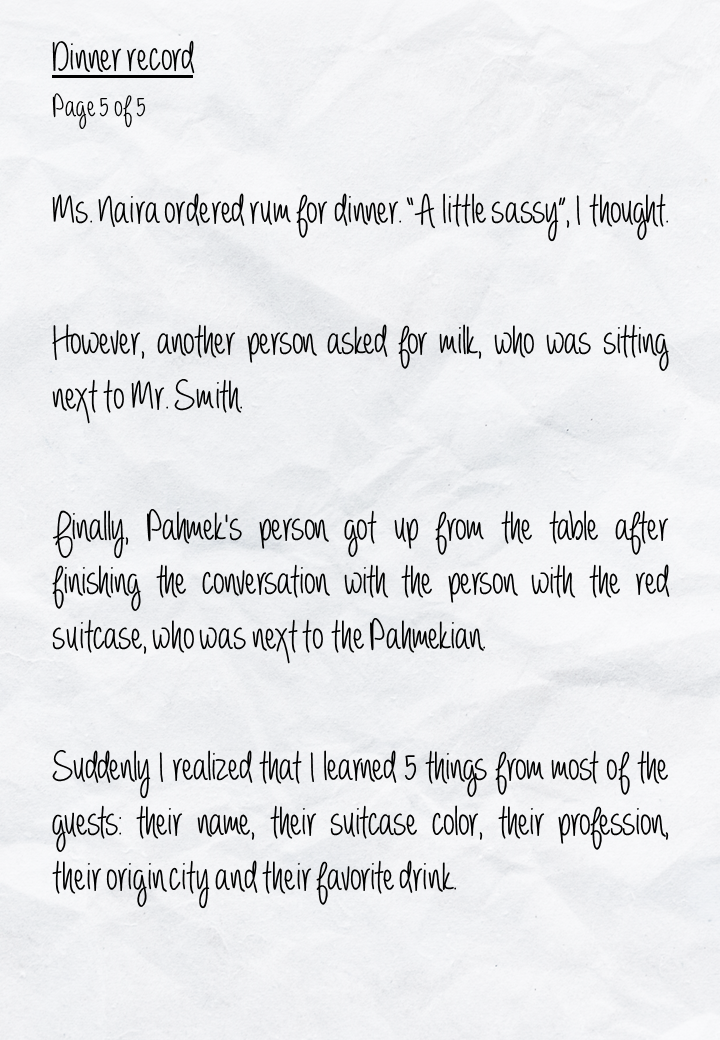 Dinner record
Page 5 of 5
Ms. Naira ordered rum for dinner. "A little sassy", I thought.
However, another person asked for milk, who was sitting
next to Mr. Smith.
Finally, Pahmek's person got up from the table after
finishing the conversation with the person with the red
suitcase, who was next to the Pahmekian.
Suddenly I realized that I learned 5 things from most of the
guests: their name, their suitcase color, their profession,
their origin city and their favorite drink.